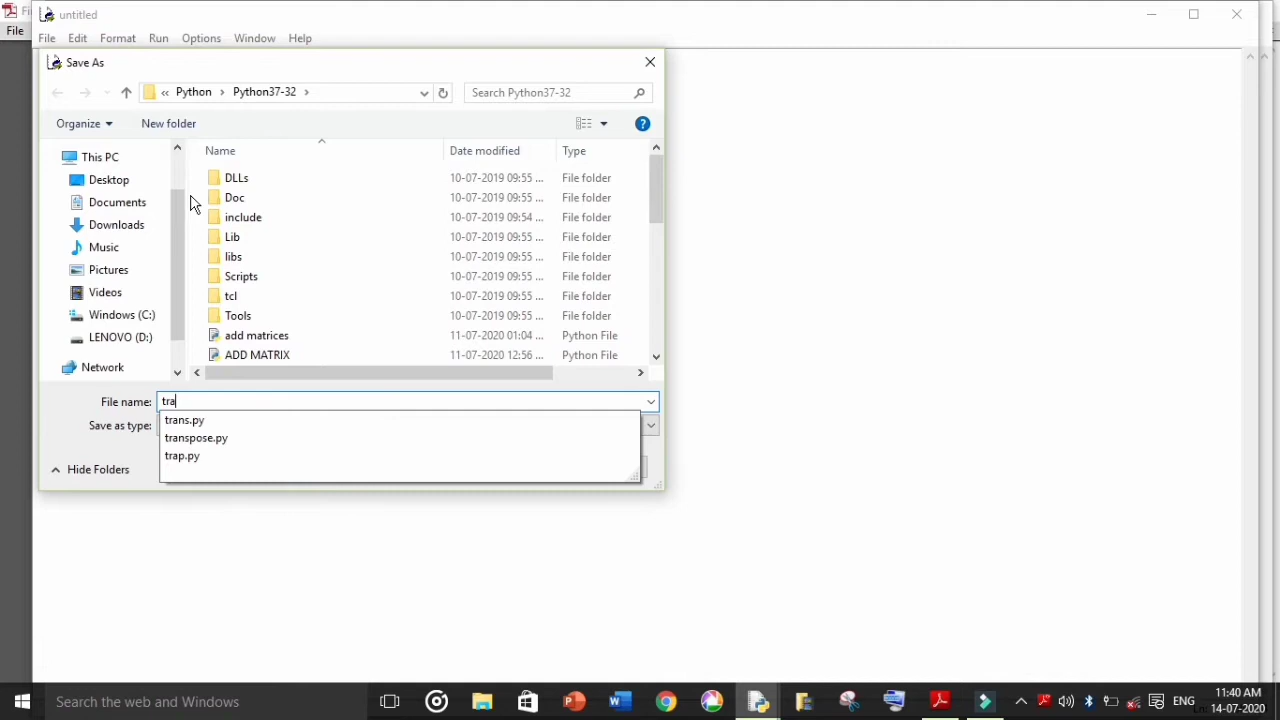 Fi
untitled
File
File Edit Format Run Options Window Help
Save As
« Python > Python37-32 >
Search Python37-32
Organize
New folder
Name Date modified Type
This PC
Desktop
Documents
Downloads
Music
Pictures
Videos
Windows (C:)
LENOVO (D:)
Network
DLLs 10-07-2019 09:55 ... File folder
Doc 10-07-2019 09:55 ... File folder
include 10-07-2019 09:54 ... File folder
Lib 10-07-2019 09:55 ... File folder
libs 10-07-2019 09:55 ... File folder
Scripts 10-07-2019 09:55 ... File folder
tcl 10-07-2019 09:55 ... File folder
Tools 10-07-2019 09:55 ... File folder
add matrices 11-07-2020 01:04 ... Python File
ADD MATRIX 11-07-2020 12:56 ... Python File
File name: tra
trans.py
Save as type:
transpose.py
trap.py
Hide Folders
Search the web and Windows
ENG
11:40 AM
14-07-2020